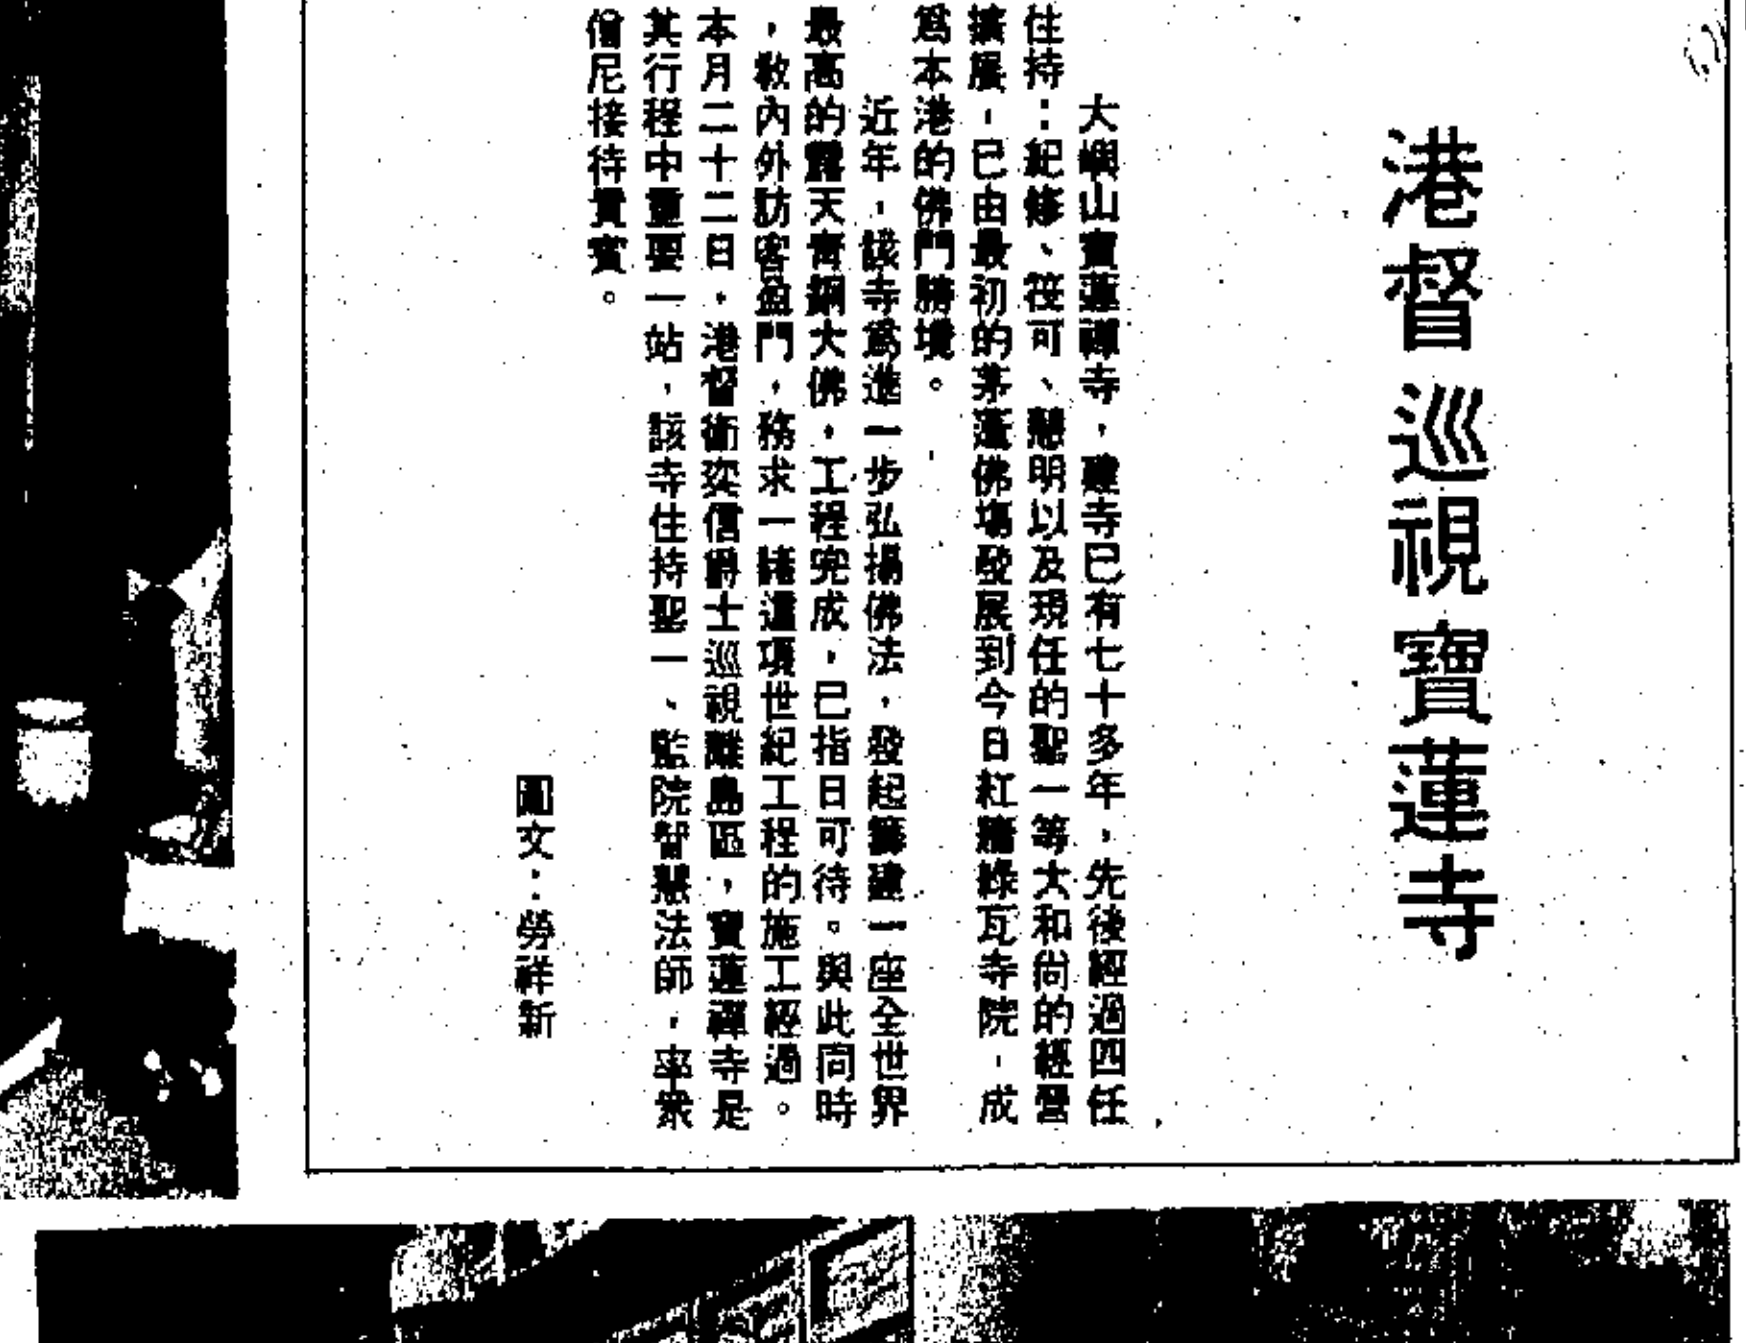 港督巡視寶蓮寺
大嶼山寶蓮禪寺,建寺已有七十多年,先後經過四任
住持:紀修、筏可、慧明以及現任的聖一等大和尚的經營
擴展,已由最初的茅蓬佛場發展到今日紅牆綠瓦寺院,成
為本港的佛門勝境。
近年,該寺為進一步弘揚佛法,發起籌建一座全世界
最高的露天青銅大佛,工程完成,已指日可待。與此同時
,教內外訪客盈門,務求一睹這項世紀工程的施工經過。
本月二十二日,港督衛奕信爵士巡視離島區,寶蓮禪寺是
其行程中重要一站,該寺住持聖一,監院智慧法師,率衆
僧尼接待貴賓。
圖文:勞祥新